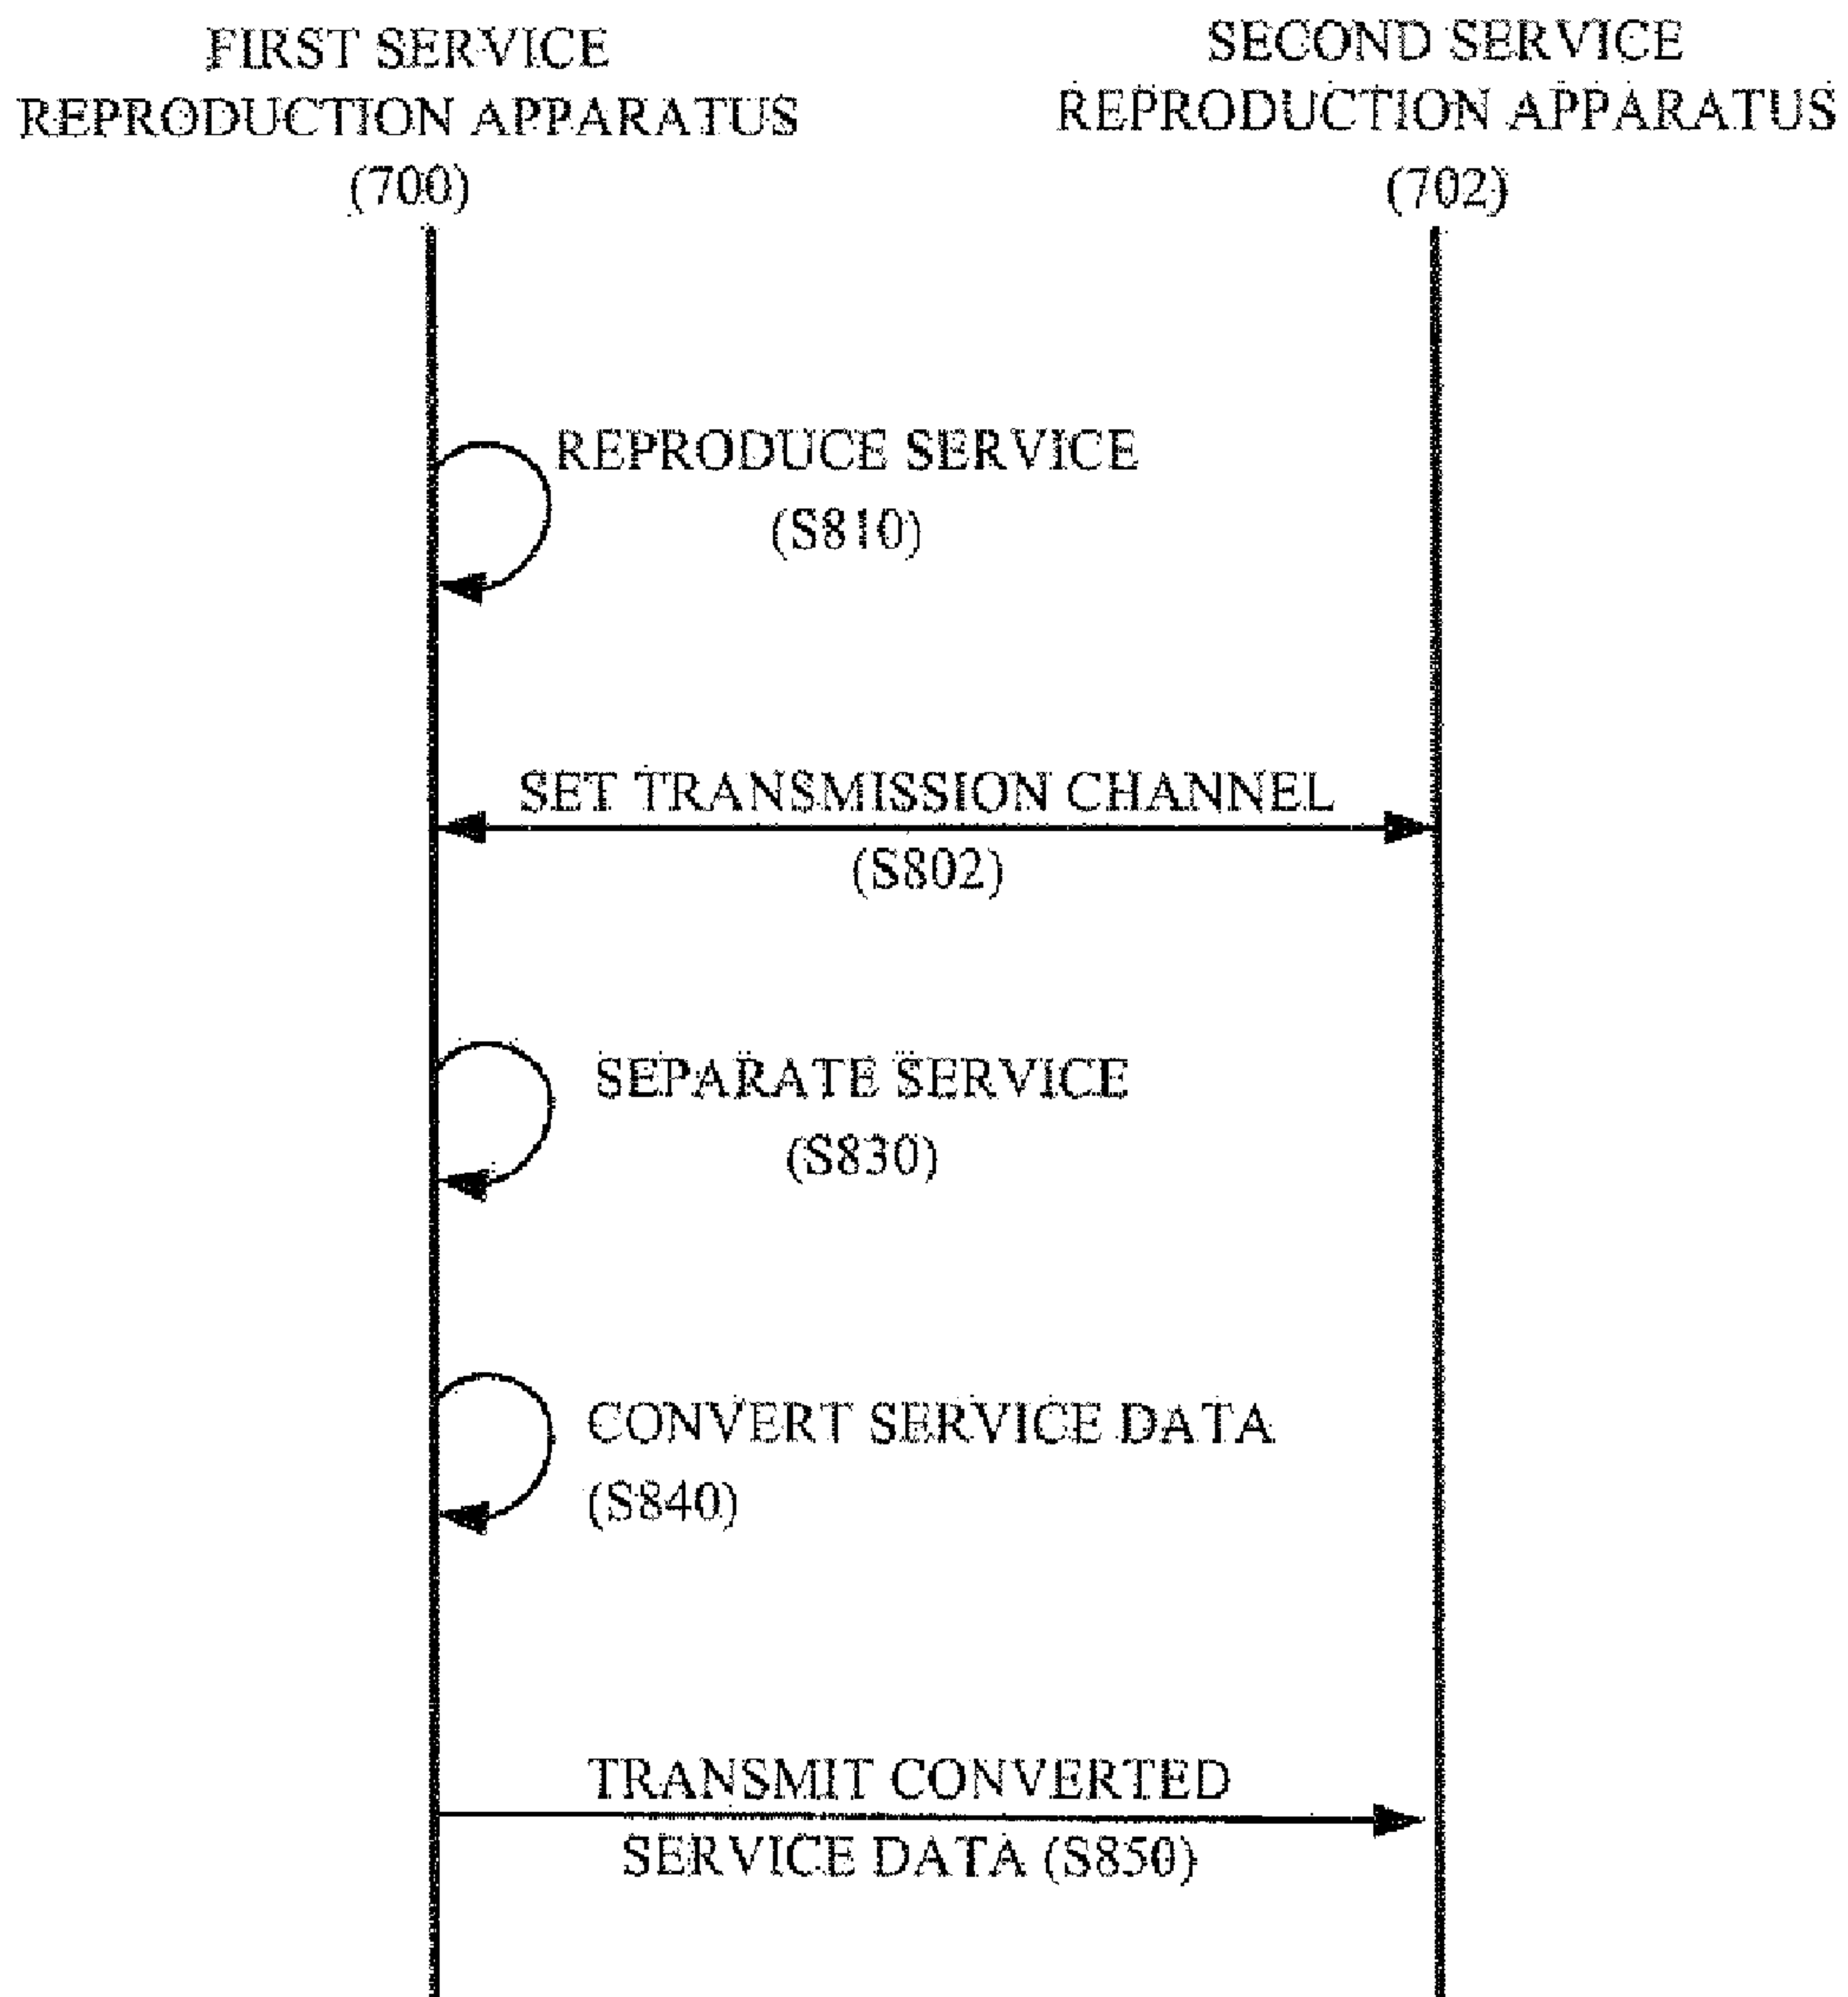 FIRST SERVICE
REPRODUCTION APPARATUS
(700)
SECOND SERVICE
REPRODUCTION APPARATUS
(702)
REPRODUCE SERVICE
(S810)
SET TRANSMISSION CHANNEL
(S802)
SEPARATE SERVICE
(S830)
CONVERT SERVICE DATA
(S840)
TRANSMIT CONVERTED
SERVICE DATA (S850)